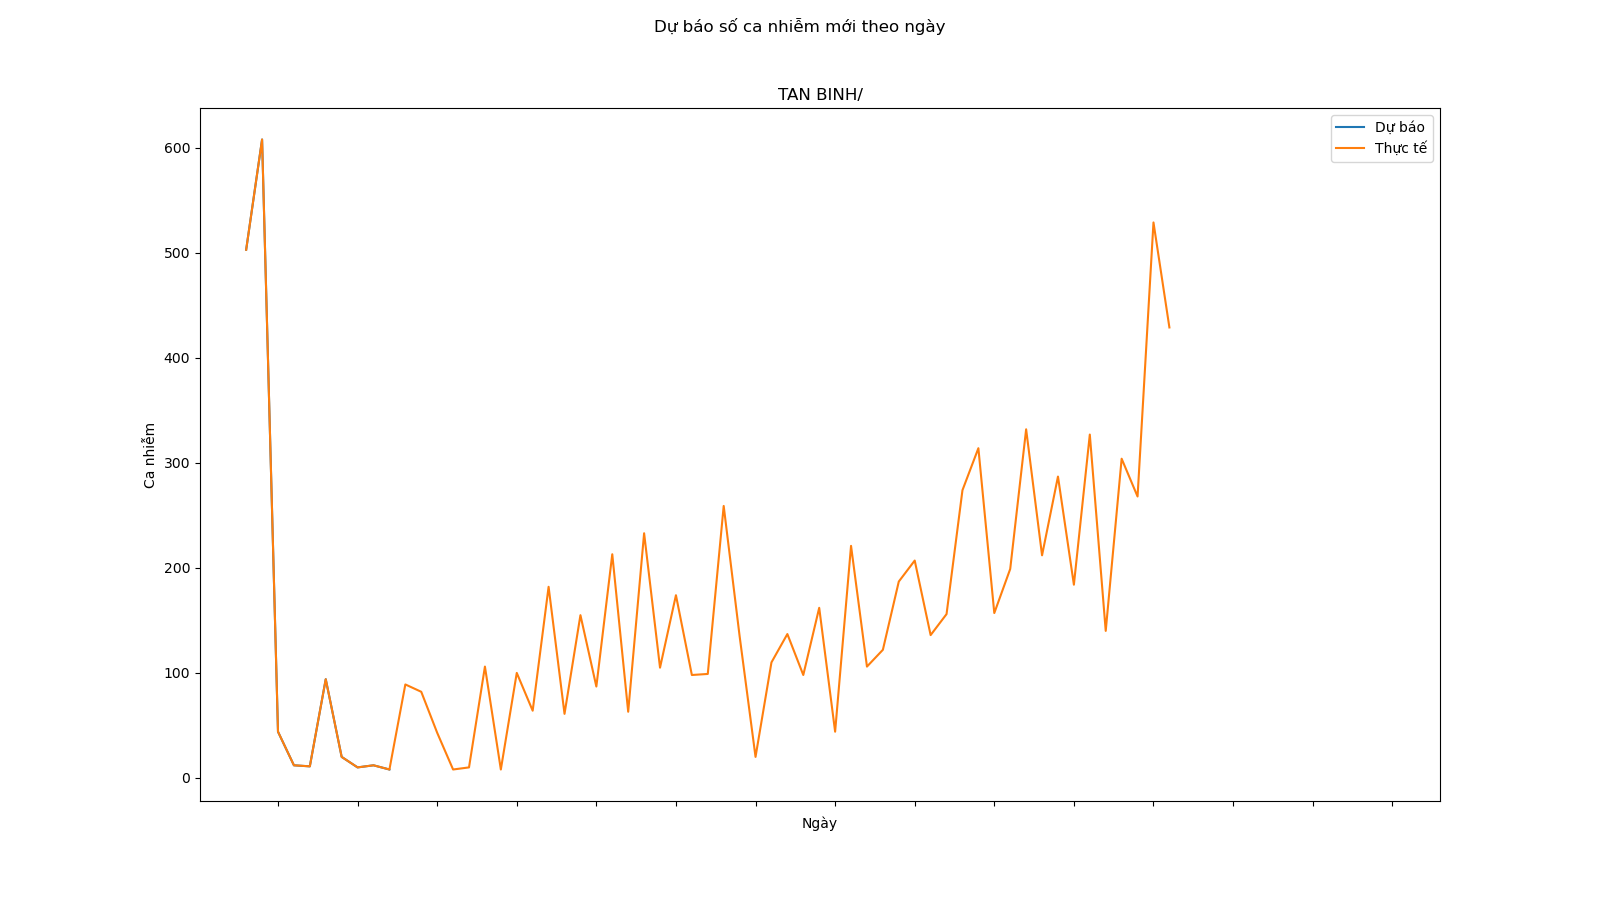 Dự báo số ca nhiễm mới theo ngày
TAN BINH/
Dự báo
Thực tế
600
500
400
300
200
100
0
Ca nhiễm
Ngày